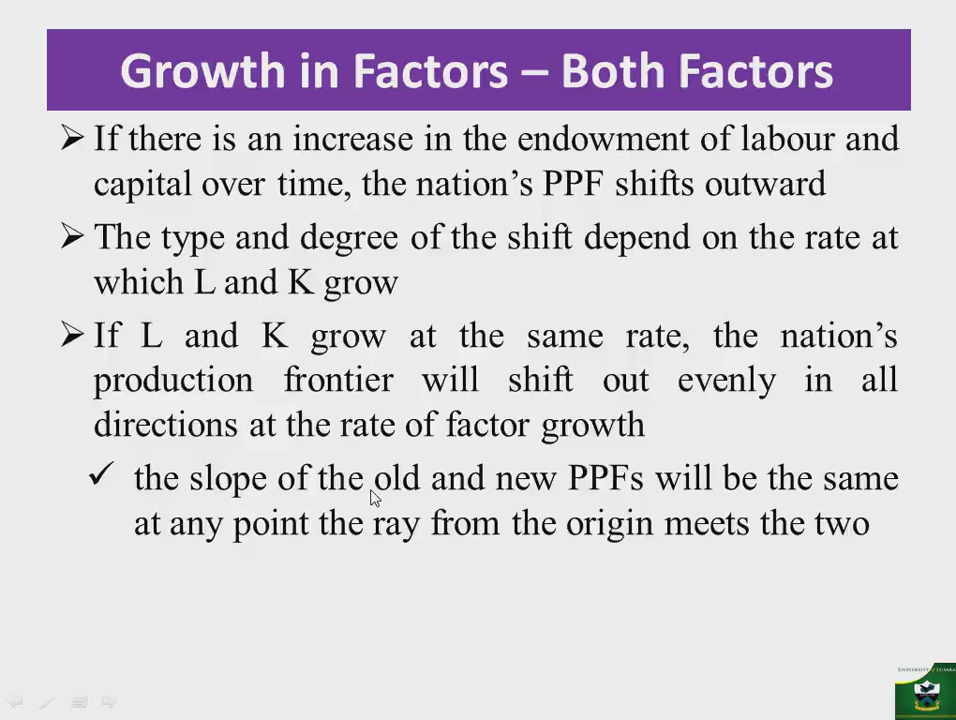 Growth in Factors – Both Factors
➢ If there is an increase in the endowment of labour and
capital over time, the nation's PPF shifts outward
➢ The type and degree of the shift depend on the rate at
which L and K grow
➢ If L and K grow at the same rate, the nation's
production frontier will shift out evenly in all
directions at the rate of factor growth
✓ the slope of the old and new PPFs will be the same
at any point the ray from the origin meets the two